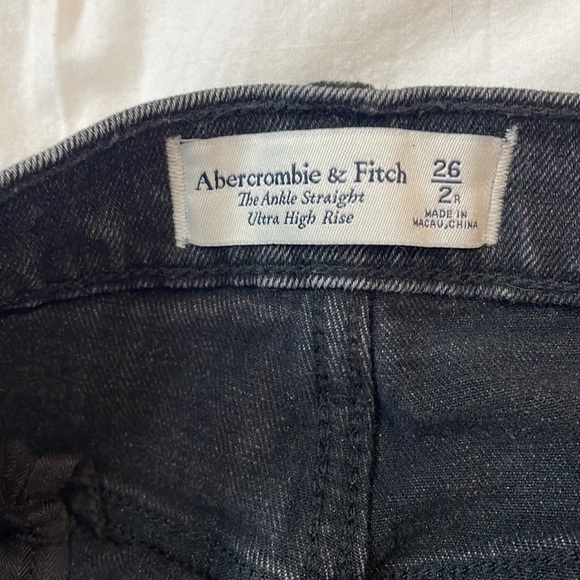 Abercrombie & Fitch
The Ankle Straight
Ultra High Rise
26
2R
MADE IN
MACAU,CHINA